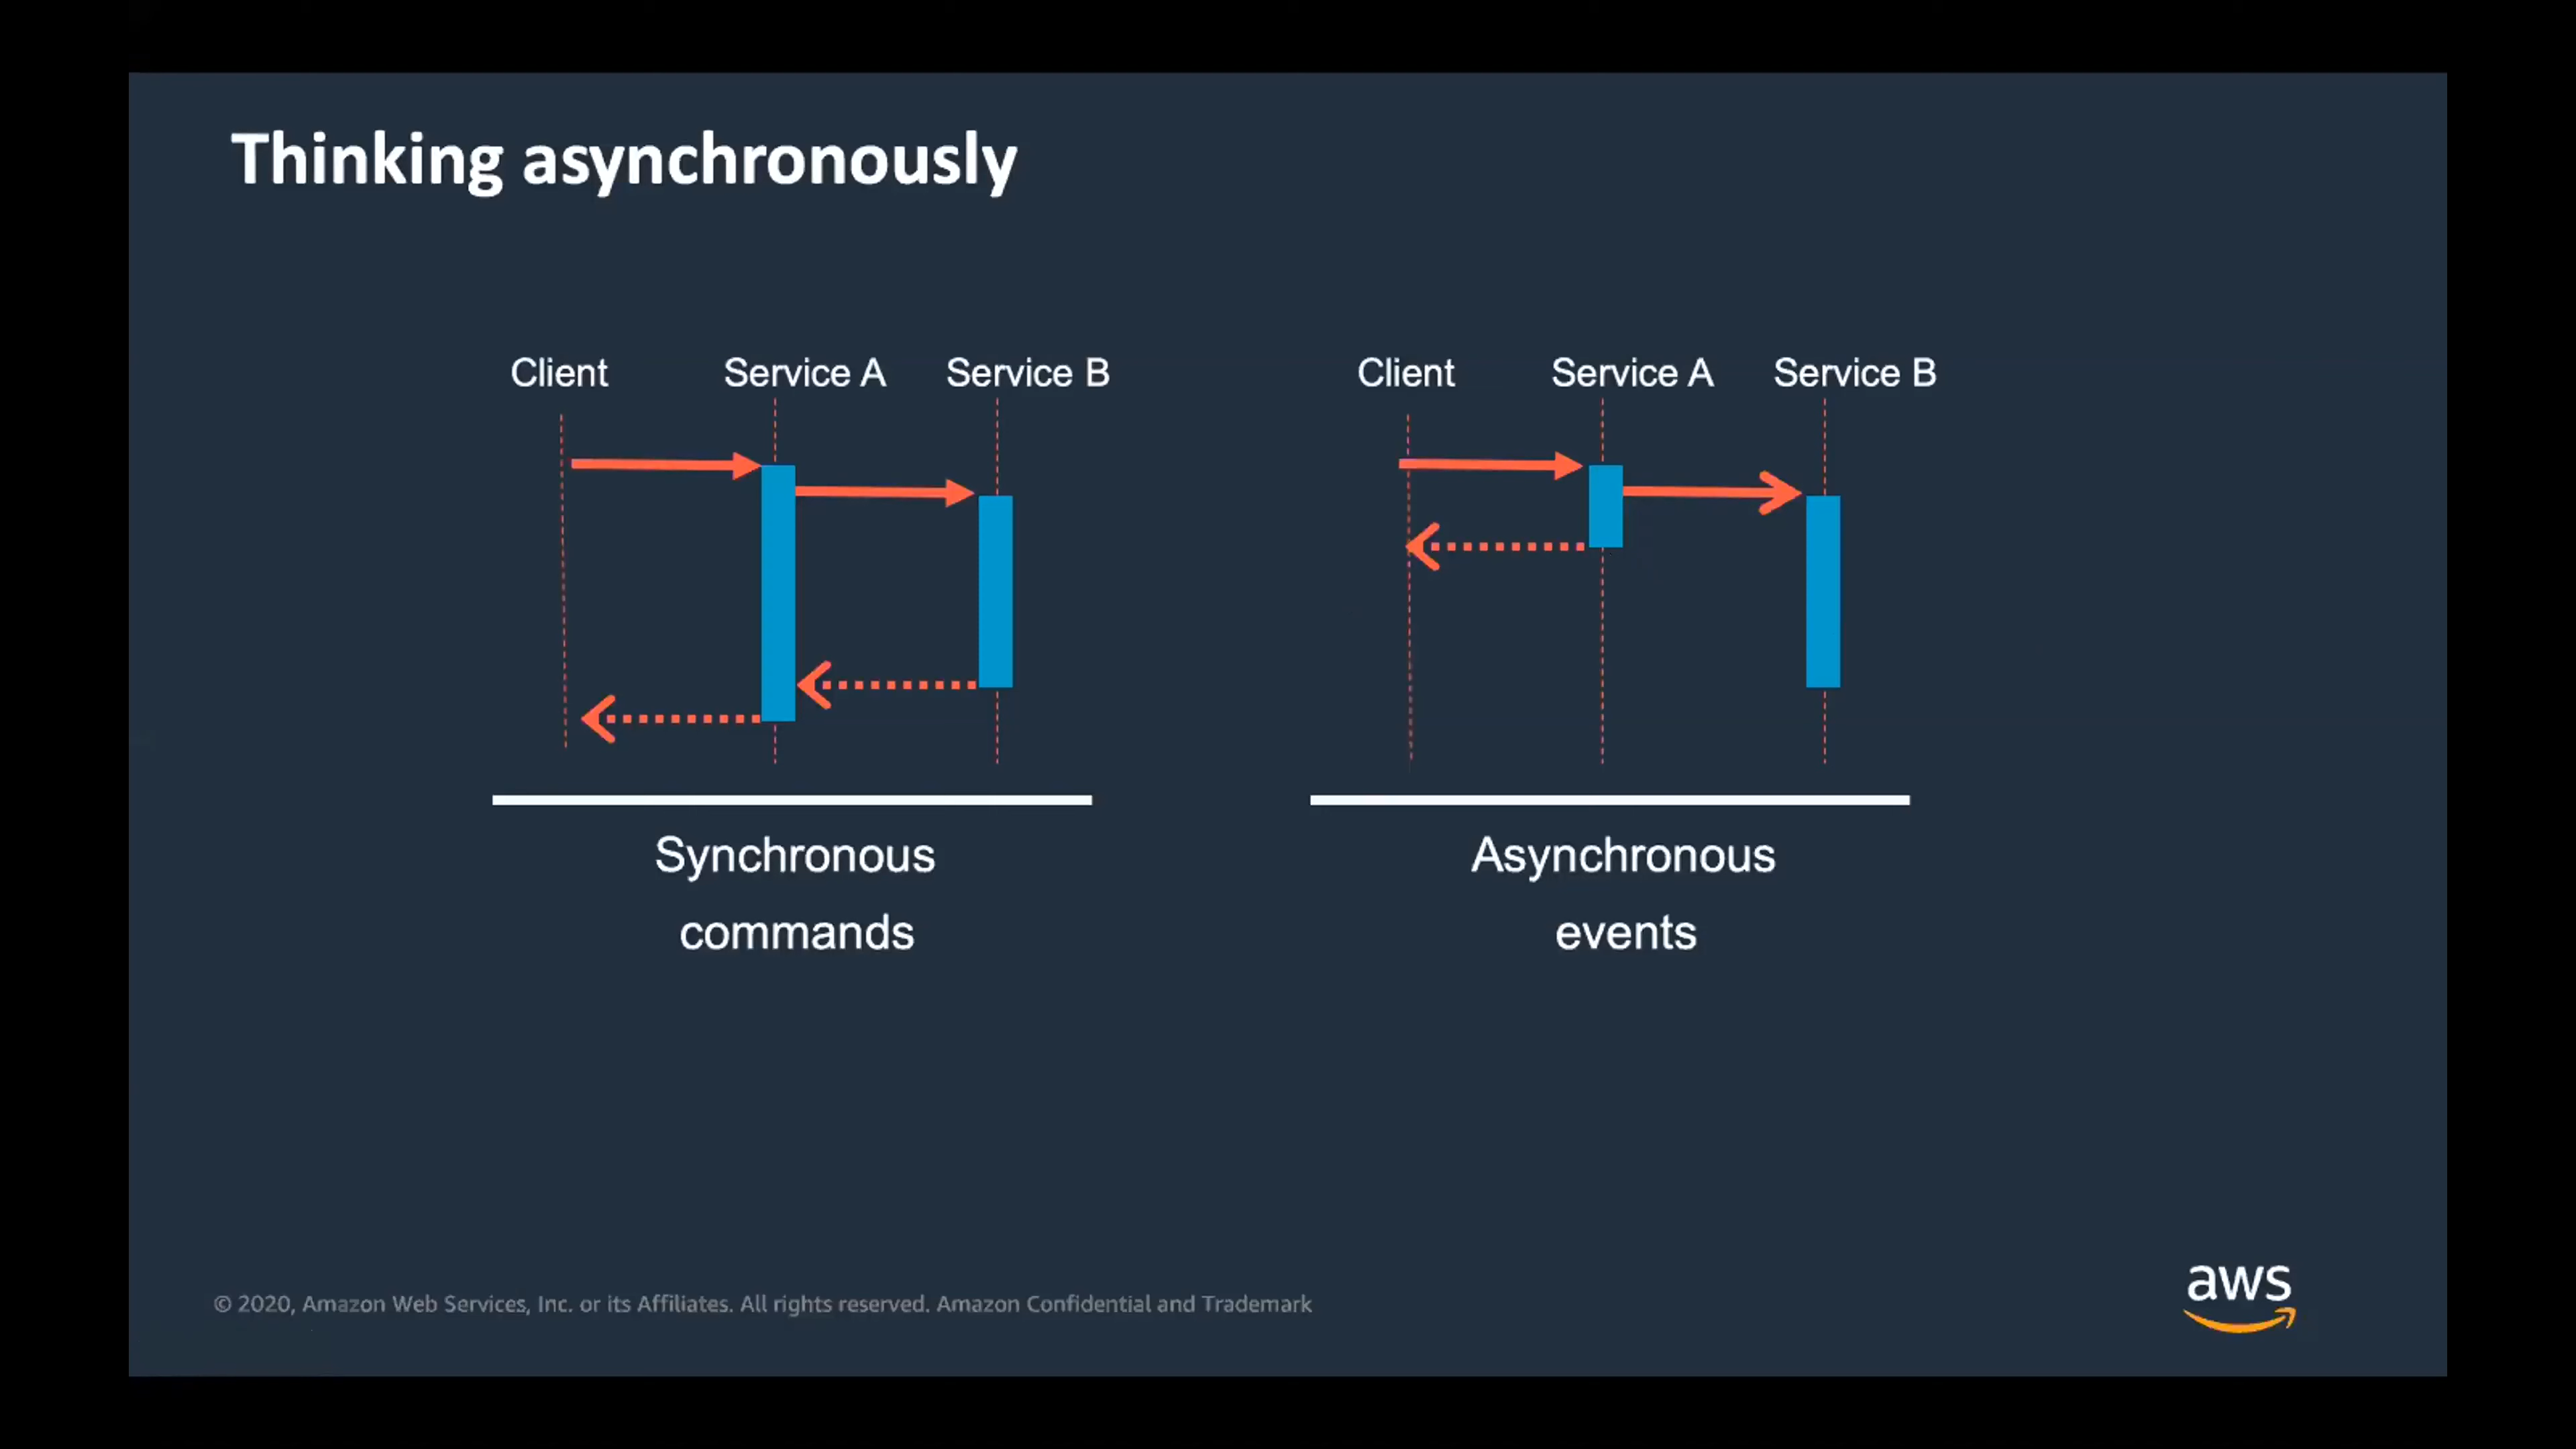 Thinking asynchronously
Client Service A Service B
Client Service A Service B
Synchronous
commands
Asynchronous
events
© 2020, Amazon Web Services, Inc. or its Affiliates. All rights reserved. Amazon Confidential and Trademark
aws